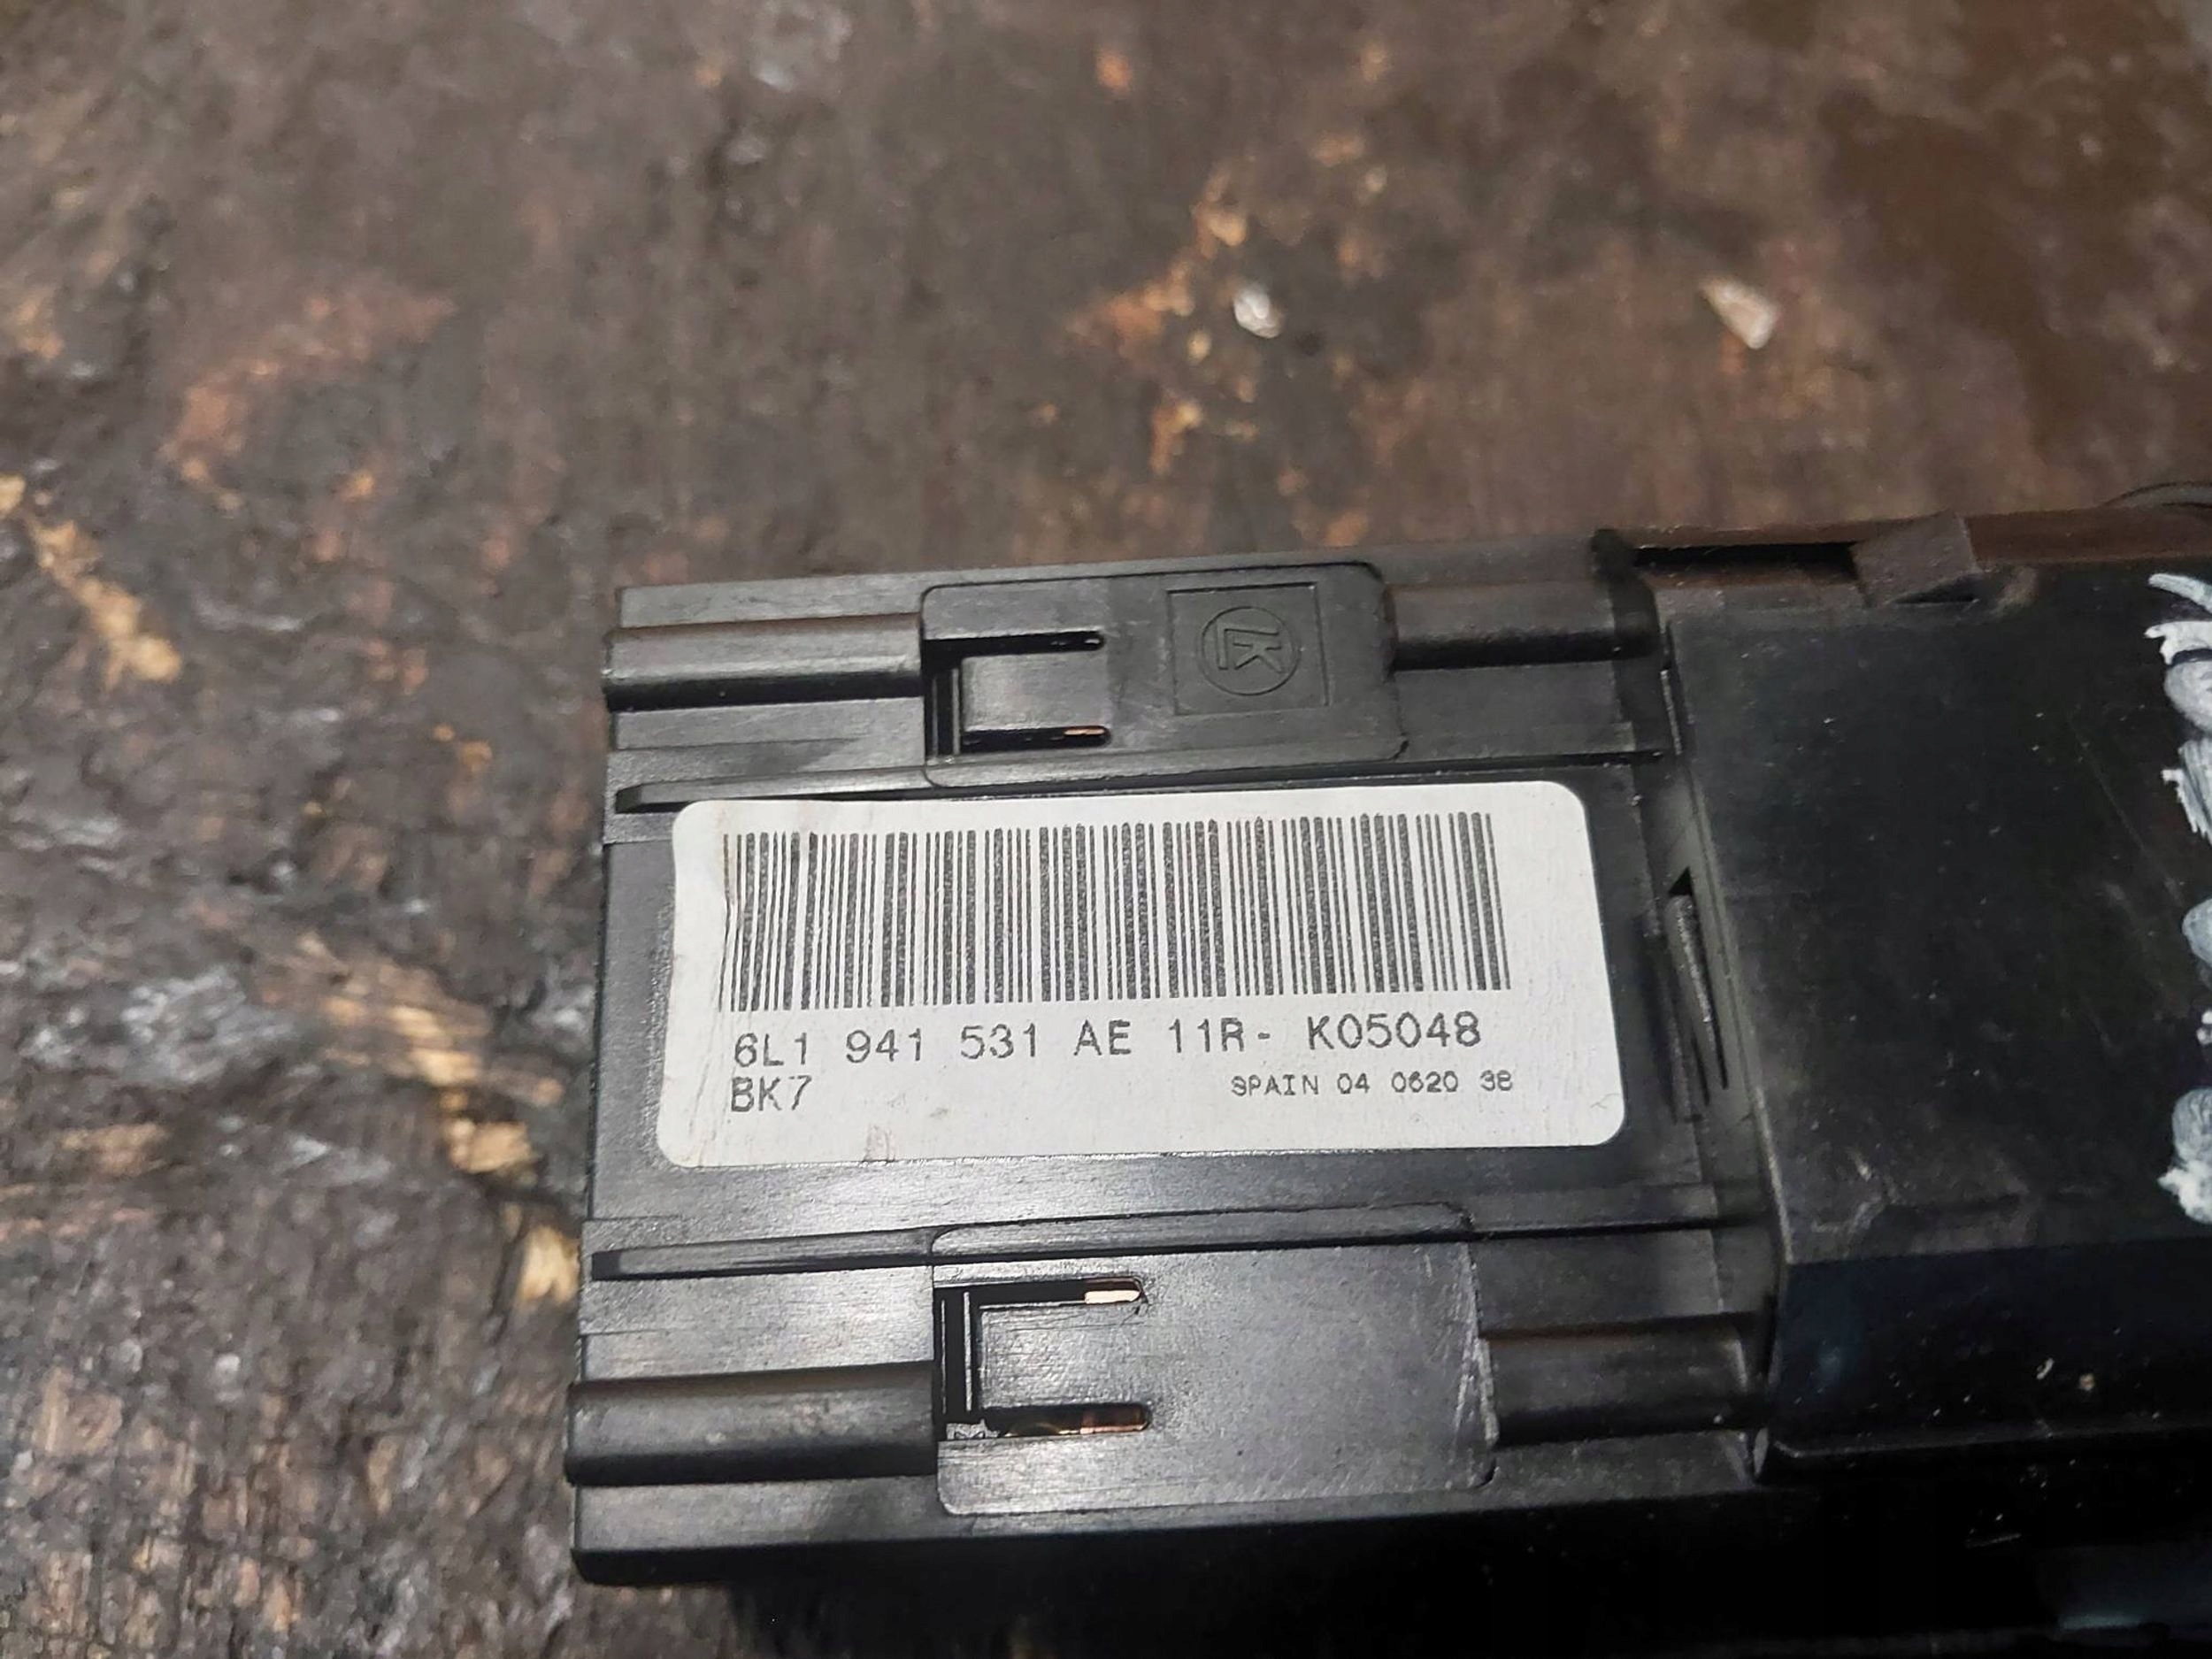 6L1 941 531 AE 11R- K05048
BK7 SPAIN 04 0620 38